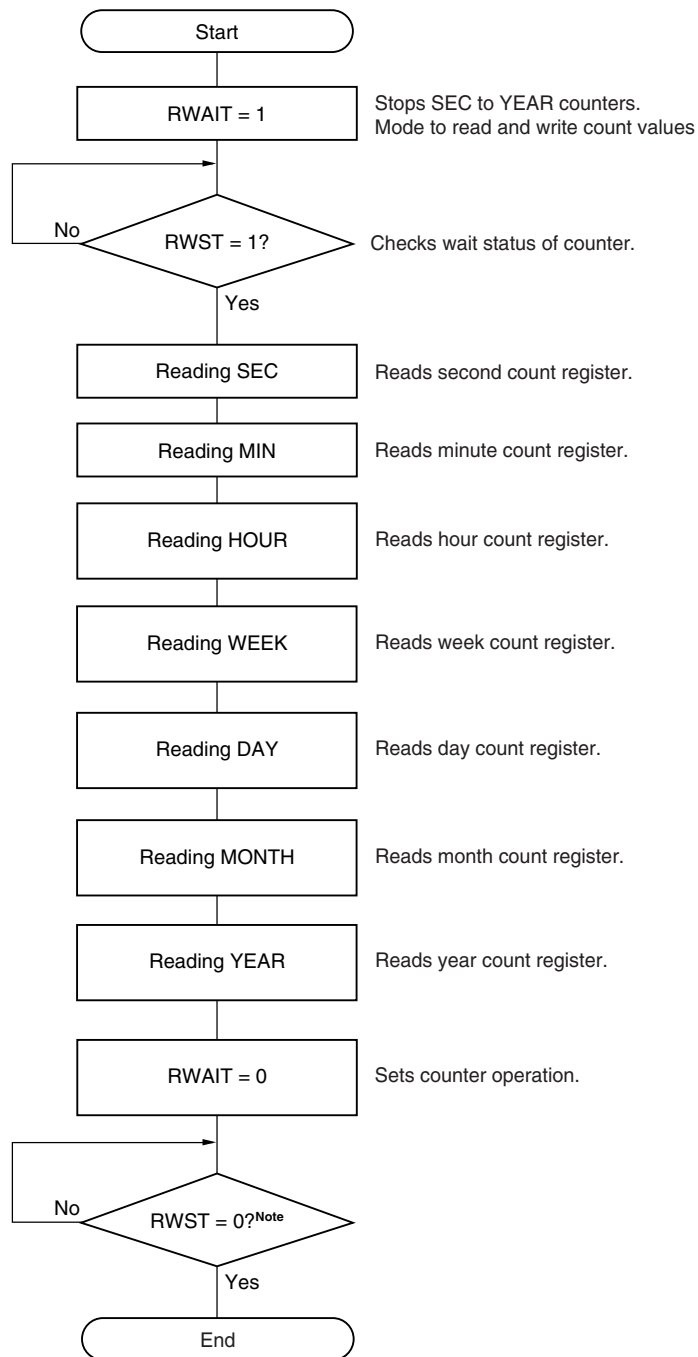 Start
RWAIT = 1
Stops SEC to YEAR counters.
Mode to read and write count values
No
RWST = 1?
Checks wait status of counter.
Yes
Reading SEC
Reads second count register.
Reading MIN
Reads minute count register.
Reading HOUR
Reads hour count register.
Reading WEEK
Reads week count register.
Reading DAY
Reads day count register.
Reading MONTH
Reads month count register.
Reading YEAR
Reads year count register.
RWAIT = 0
Sets counter operation.
No
RWST = 0?Note
Yes
End